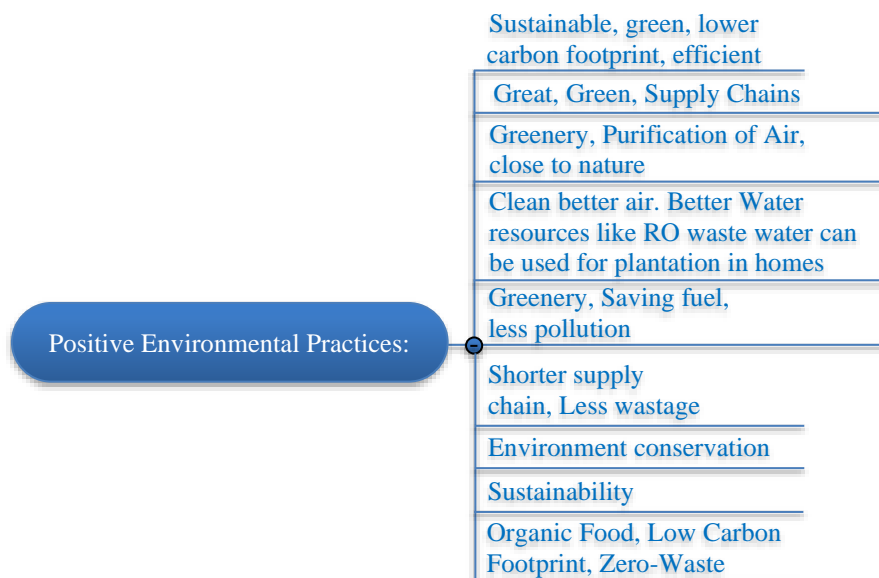 Sustainable, green, lower
carbon footprint, efficient
Great, Green, Supply Chains
Greenery, Purification of Air,
close to nature
Clean better air. Better Water
resources like RO waste water can
be used for plantation in homes
Greenery, Saving fuel,
less pollution
Positive Environmental Practices:
Shorter supply
chain, Less wastage
Environment conservation
Sustainability
Organic Food, Low Carbon
Footprint, Zero-Waste